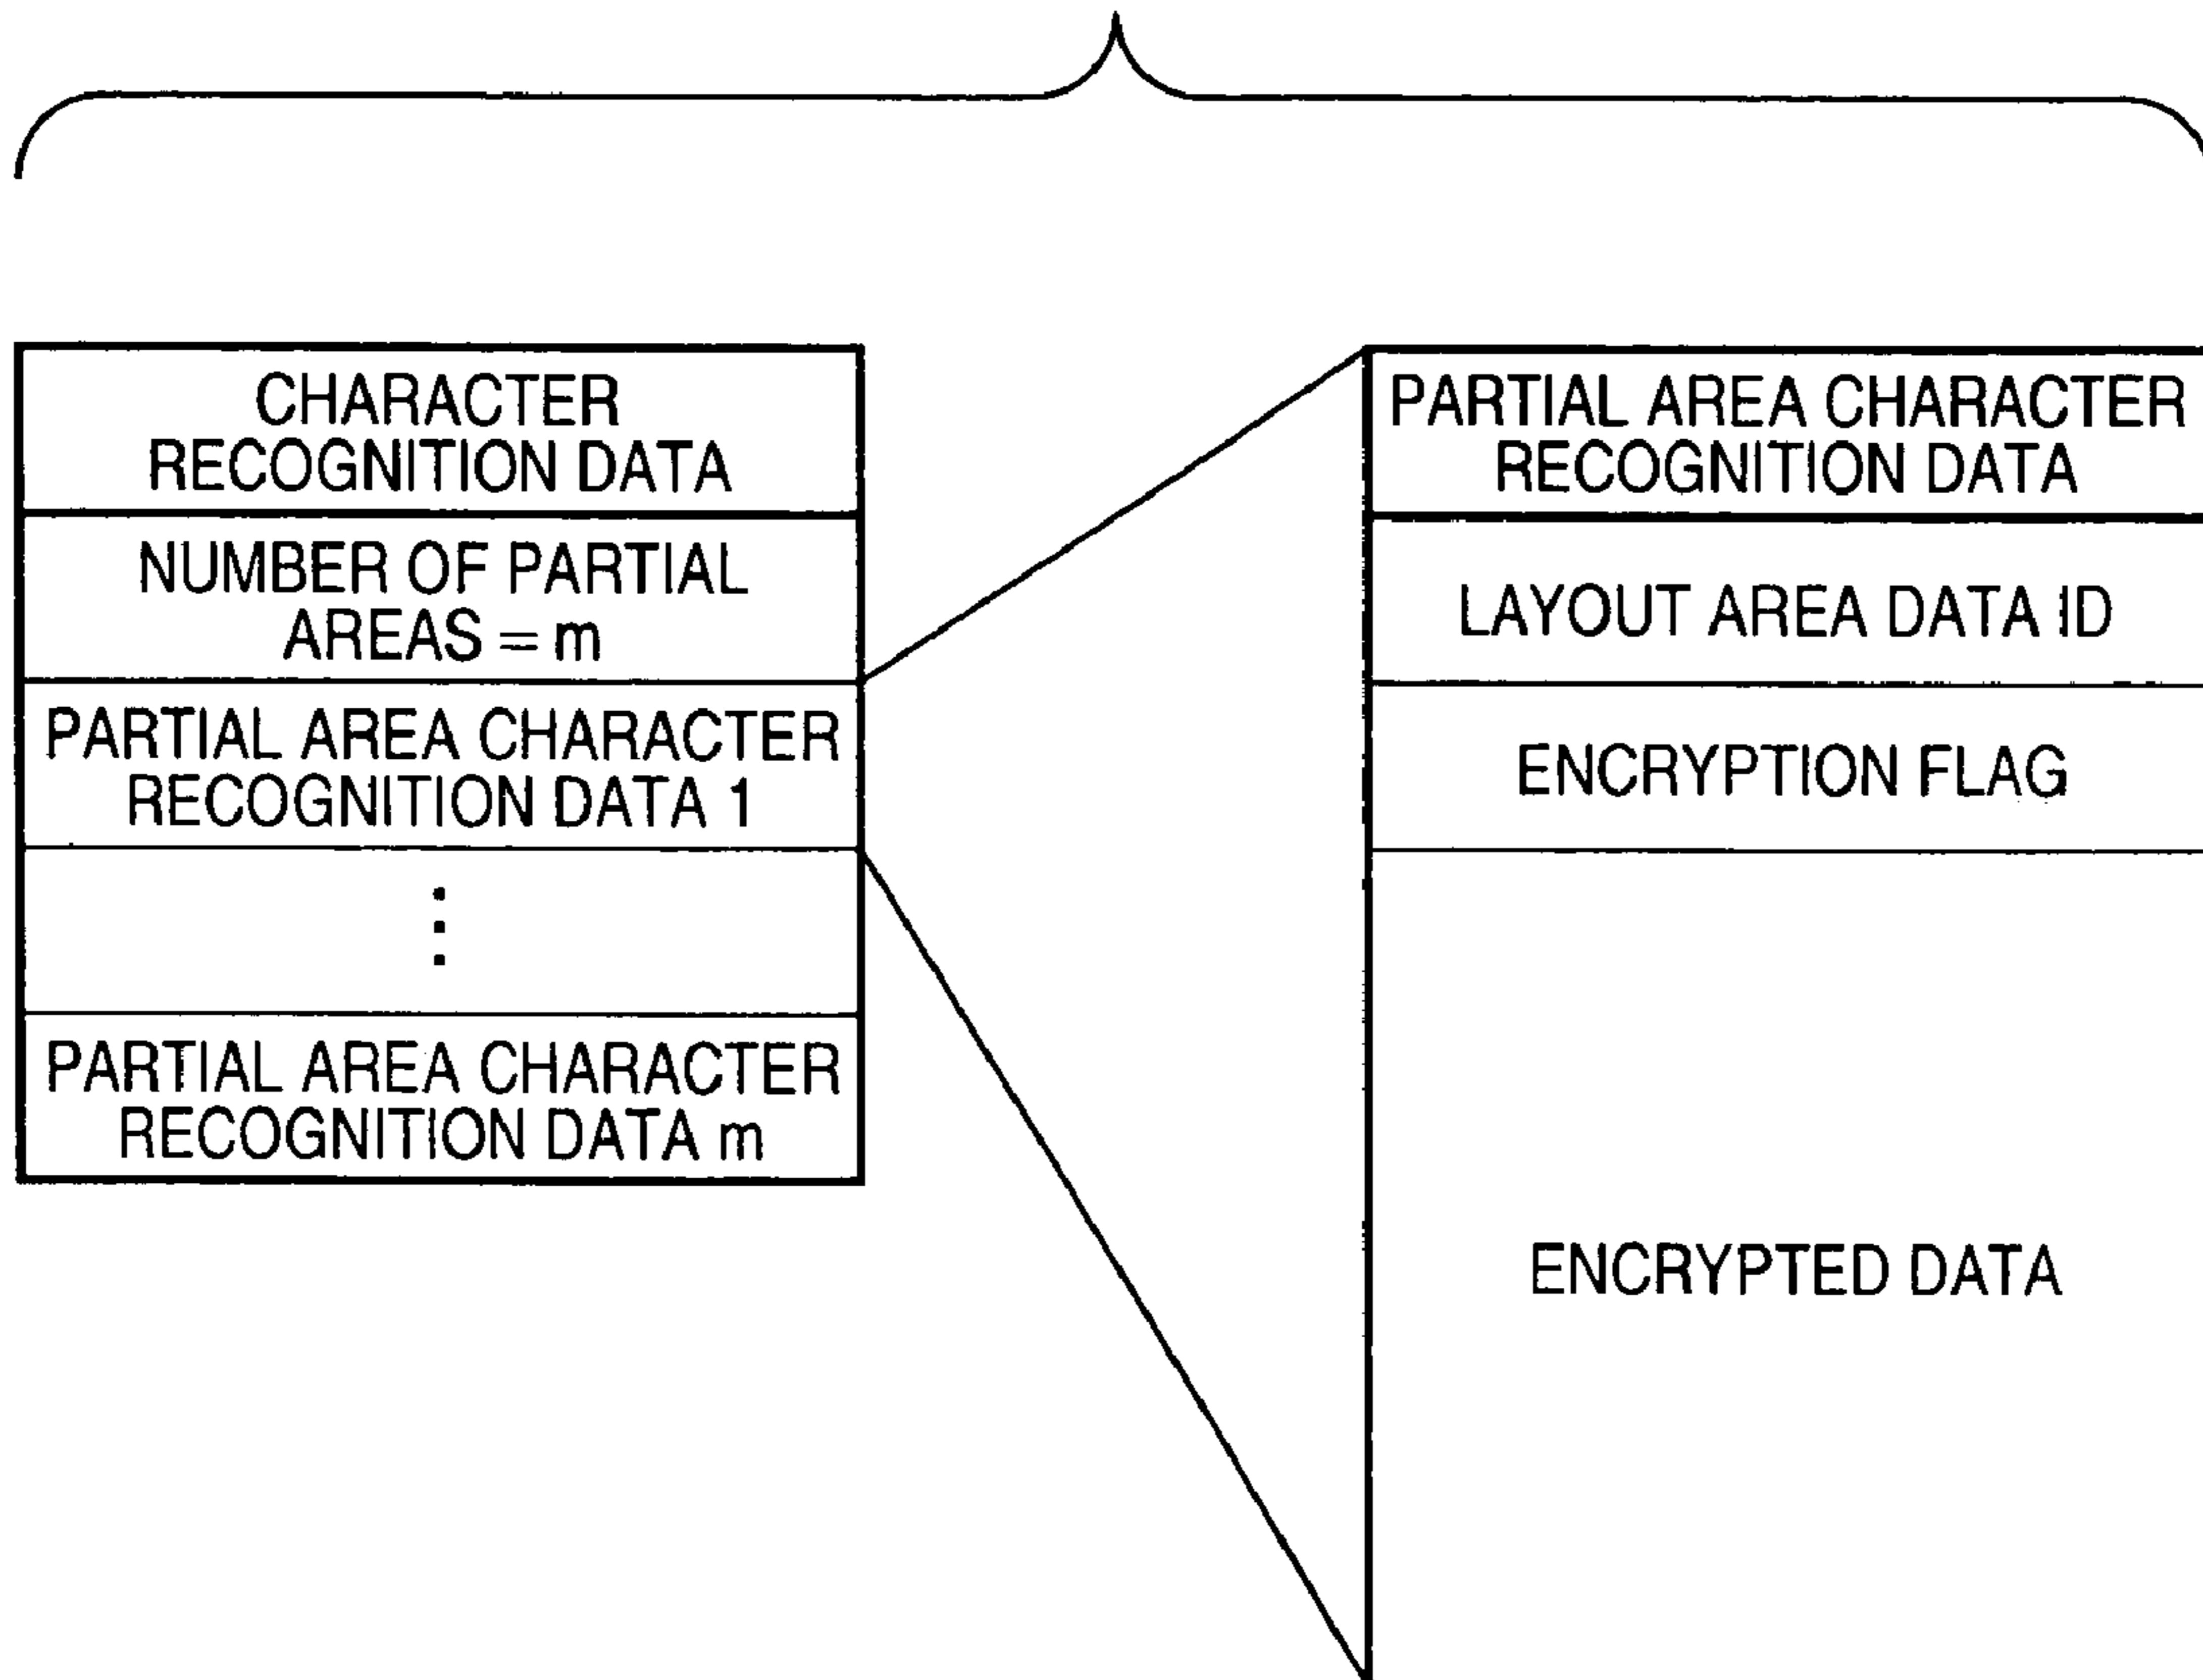 CHARACTER
RECOGNITION DATA
NUMBER OF PARTIAL
AREAS = m
PARTIAL AREA CHARACTER
RECOGNITION DATA 1
⋮
PARTIAL AREA CHARACTER
RECOGNITION DATA m
PARTIAL AREA CHARACTER
RECOGNITION DATA
LAYOUT AREA DATA ID
ENCRYPTION FLAG
ENCRYPTED DATA